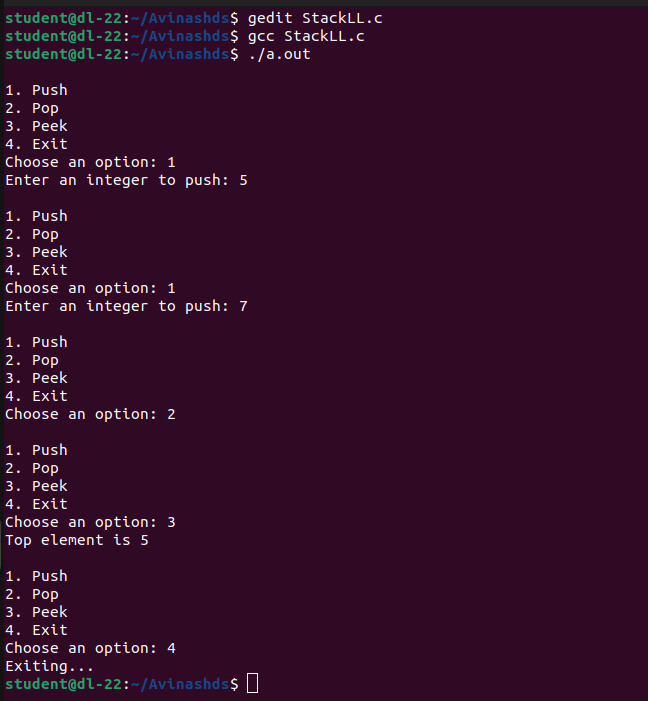 student@dl-22:~/Avinashds$ gedit StackLL.c
student@dl-22:~/Avinashds$ gcc StackLL.c
student@dl-22:~/Avinashds$ ./a.out

1. Push
2. Pop
3. Peek
4. Exit
Choose an option: 1
Enter an integer to push: 5

1. Push
2. Pop
3. Peek
4. Exit
Choose an option: 1
Enter an integer to push: 7

1. Push
2. Pop
3. Peek
4. Exit
Choose an option: 2

1. Push
2. Pop
3. Peek
4. Exit
Choose an option: 3
Top element is 5

1. Push
2. Pop
3. Peek
4. Exit
Choose an option: 4
Exiting...
student@dl-22:~/Avinashds$